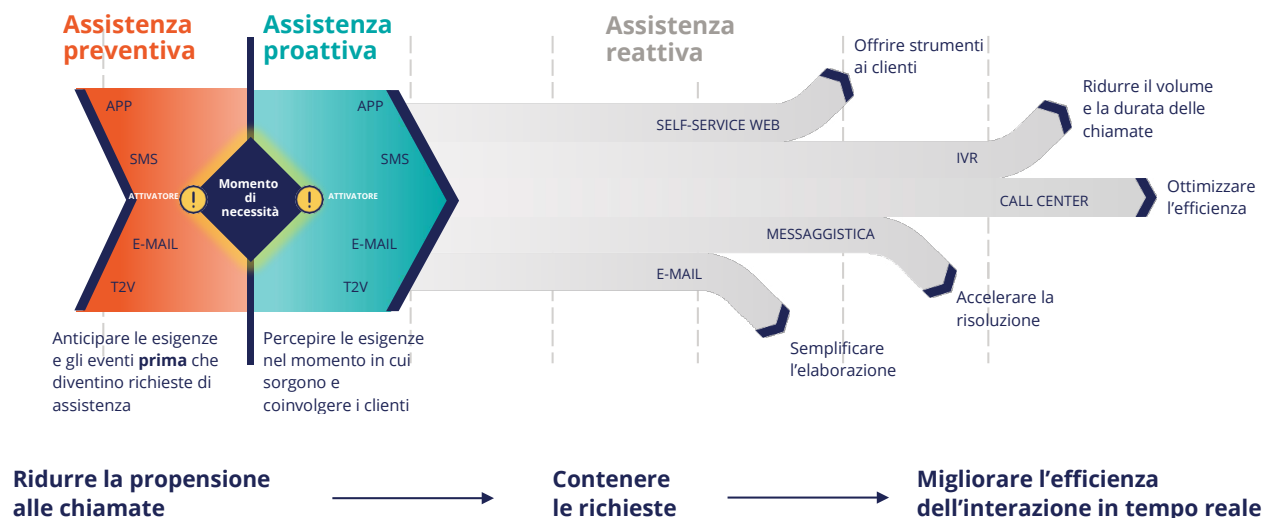 Assistenza
preventiva
Assistenza
proattiva
Assistenza
reattiva
Offrire strumenti
ai clienti
Ridurre il volume
e la durata delle
chiamate
APP
APP
SELF-SERVICE WEB
SMS
SMS
IVR
ATTIVATORE
!
Momento
di
necessità
!
ATTIVATORE
CALL CENTER
Ottimizzare
l’efficienza
E-MAIL
E-MAIL
MESSAGGISTICA
T2V
T2V
E-MAIL
Accelerare la
risoluzione
Semplificare
l’elaborazione
Anticipare le esigenze
e gli eventi prima che
diventino richieste di
assistenza
Percepire le esigenze
nel momento in cui
sorgono e
coinvolgere i clienti
Ridurre la propensione
alle chiamate
Contenere
le richieste
Migliorare l’efficienza
dell’interazione in tempo reale